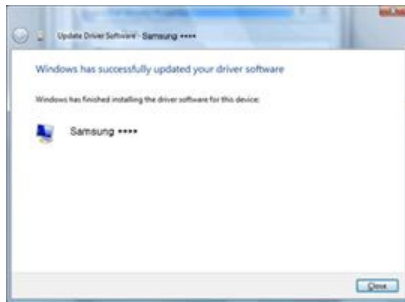 Update Driver Software - Samsung ****
Windows has successfully updated your driver software
Windows has finished installing the driver software for this device:
Samsung ****
Close